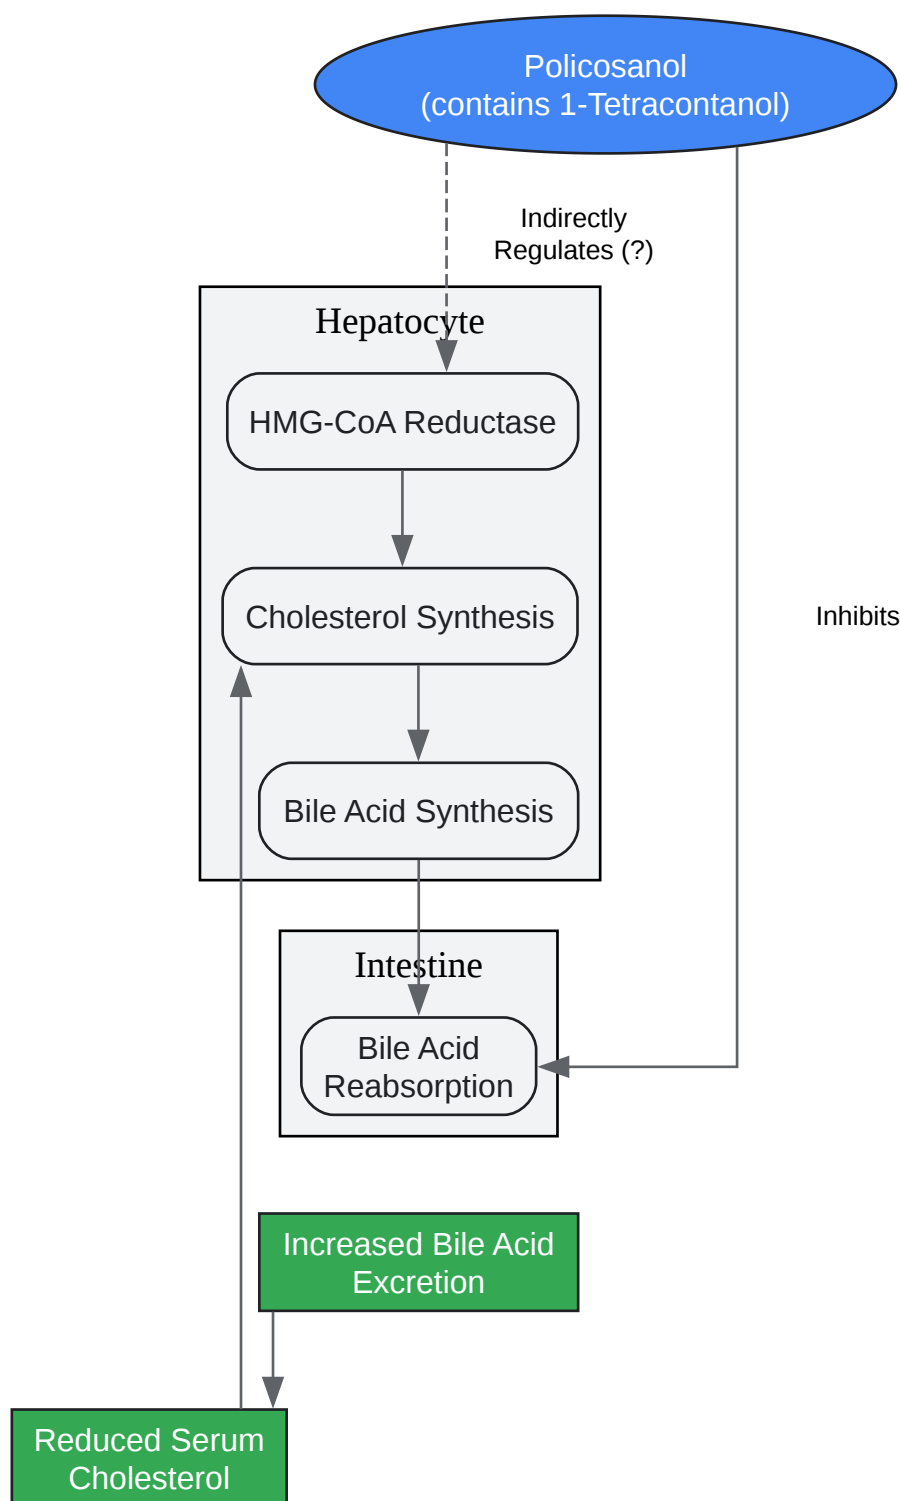 Policosanol
(contains 1-Tetracontanol)
Indirectly
Regulates (?)
Hepatocyte
HMG-CoA Reductase
Cholesterol Synthesis
Inhibits
Bile Acid Synthesis
Intestine
Bile Acid
Reabsorption
Increased Bile Acid
Excretion
Reduced Serum
Cholesterol